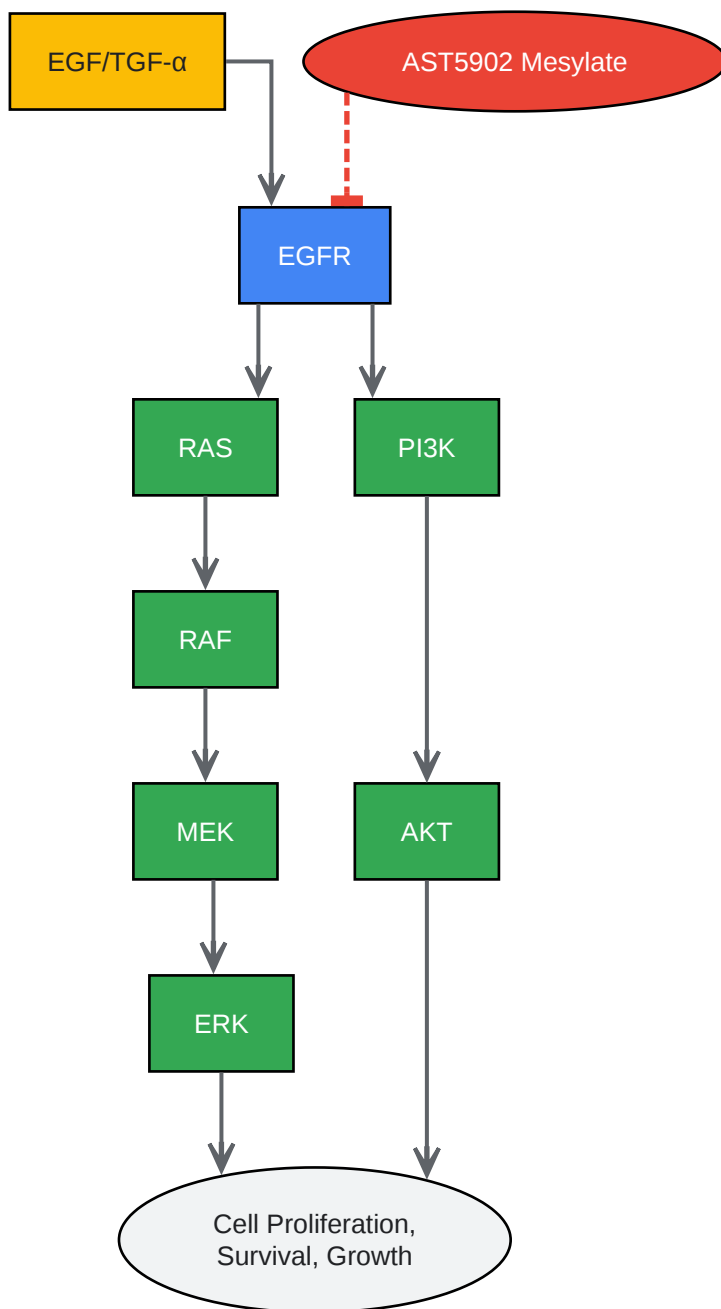 EGF/TGF-α
AST5902 Mesylate
EGFR
RAS
PI3K
RAF
MEK
AKT
ERK
Cell Proliferation,
Survival, Growth